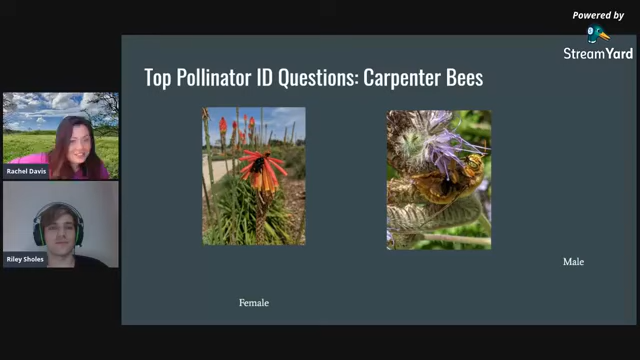 Powered by
StreamYard
Top Pollinator ID Questions: Carpenter Bees
Rachel Davis
Riley Sholes
Male
Female